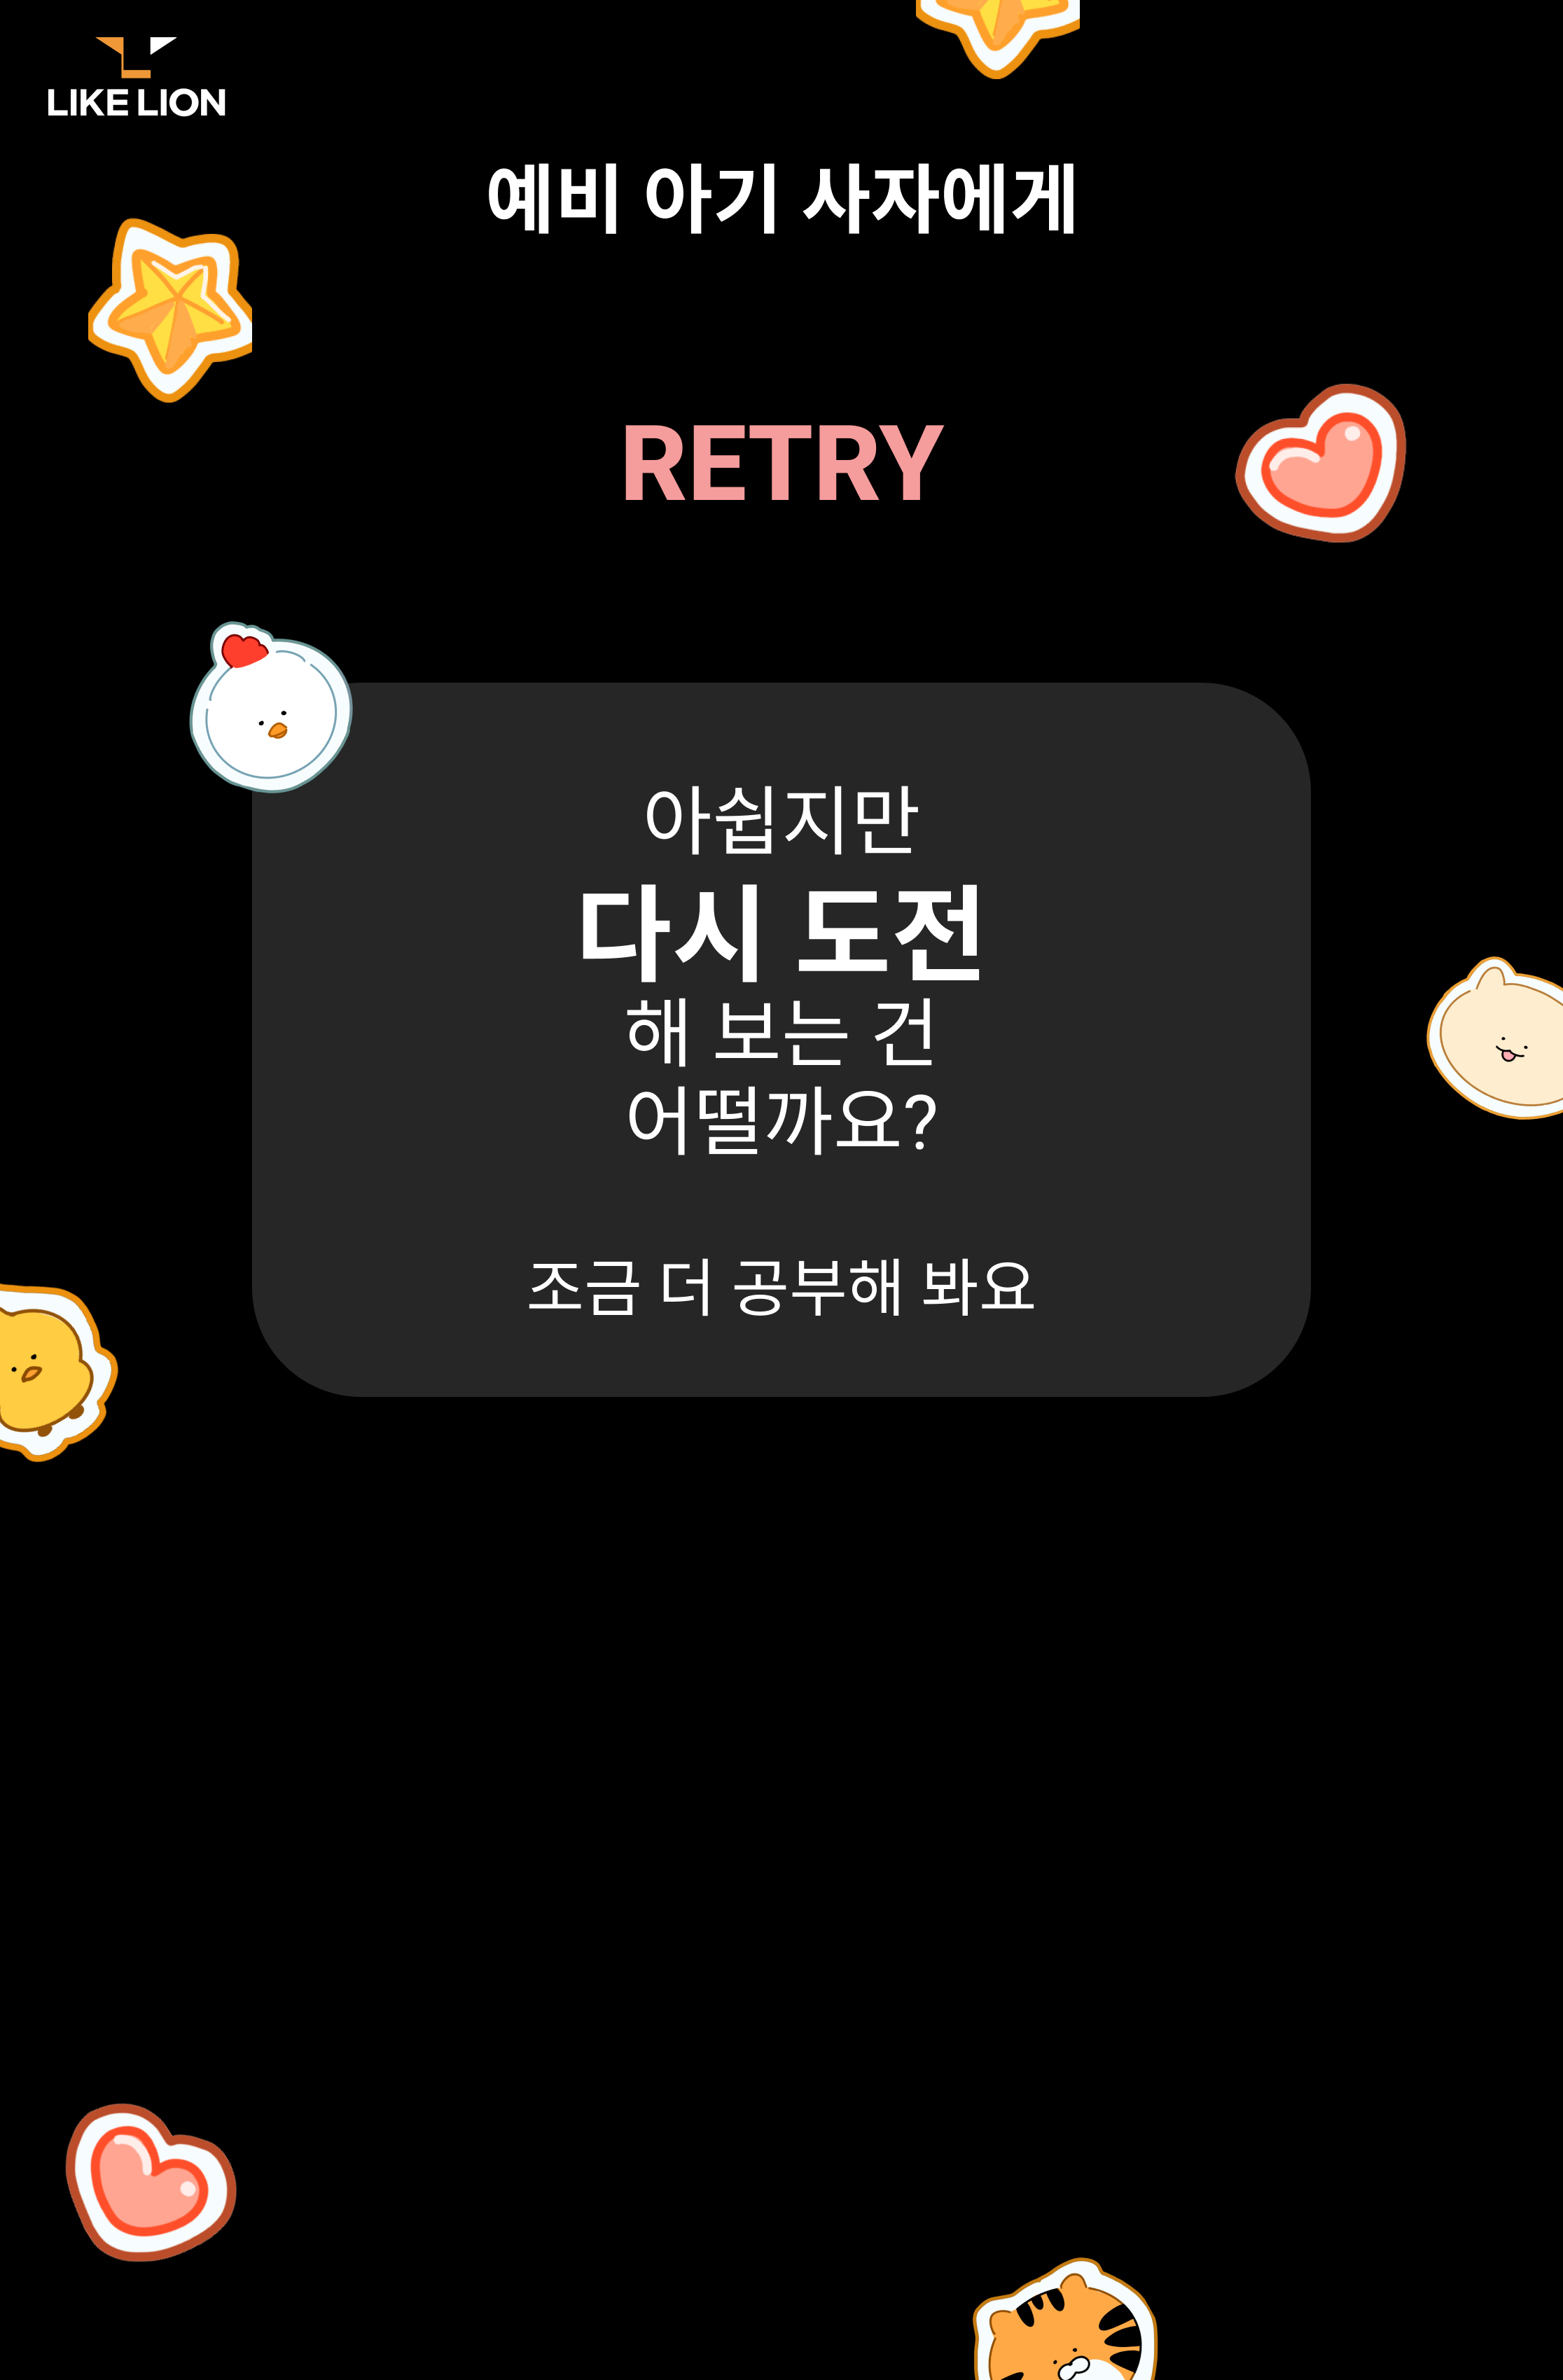 LIKE LION
예비 아기 사자에게
RETRY
아쉽지만
다시 도전
해 보는 건
어떨까요?
조금 더 공부해 봐요